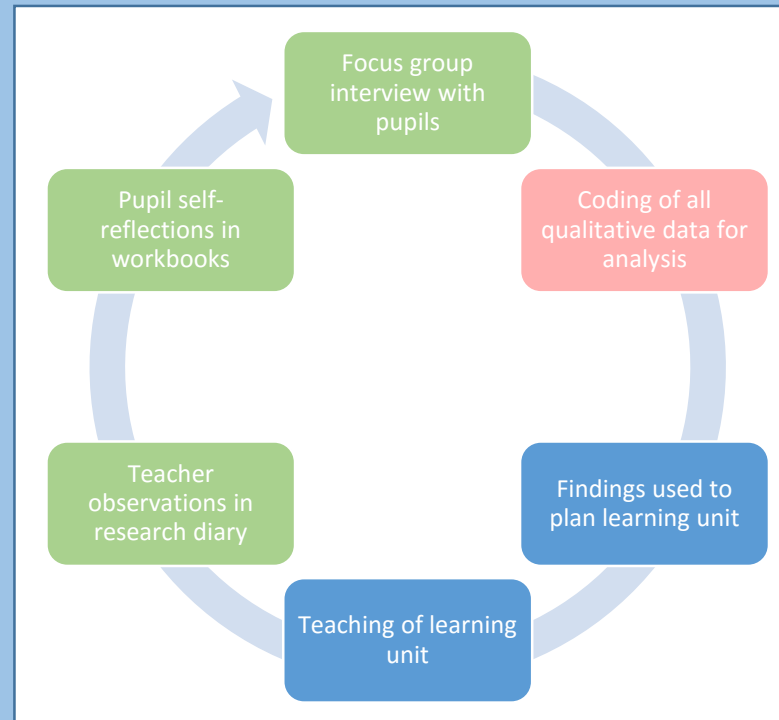 Focus group
interview with
pupils
Coding of all
qualitative data for
analysis
Findings used to
plan learning unit
Teaching of learning
unit
Teacher
observations in
research diary
Pupil self-
reflections in
workbooks